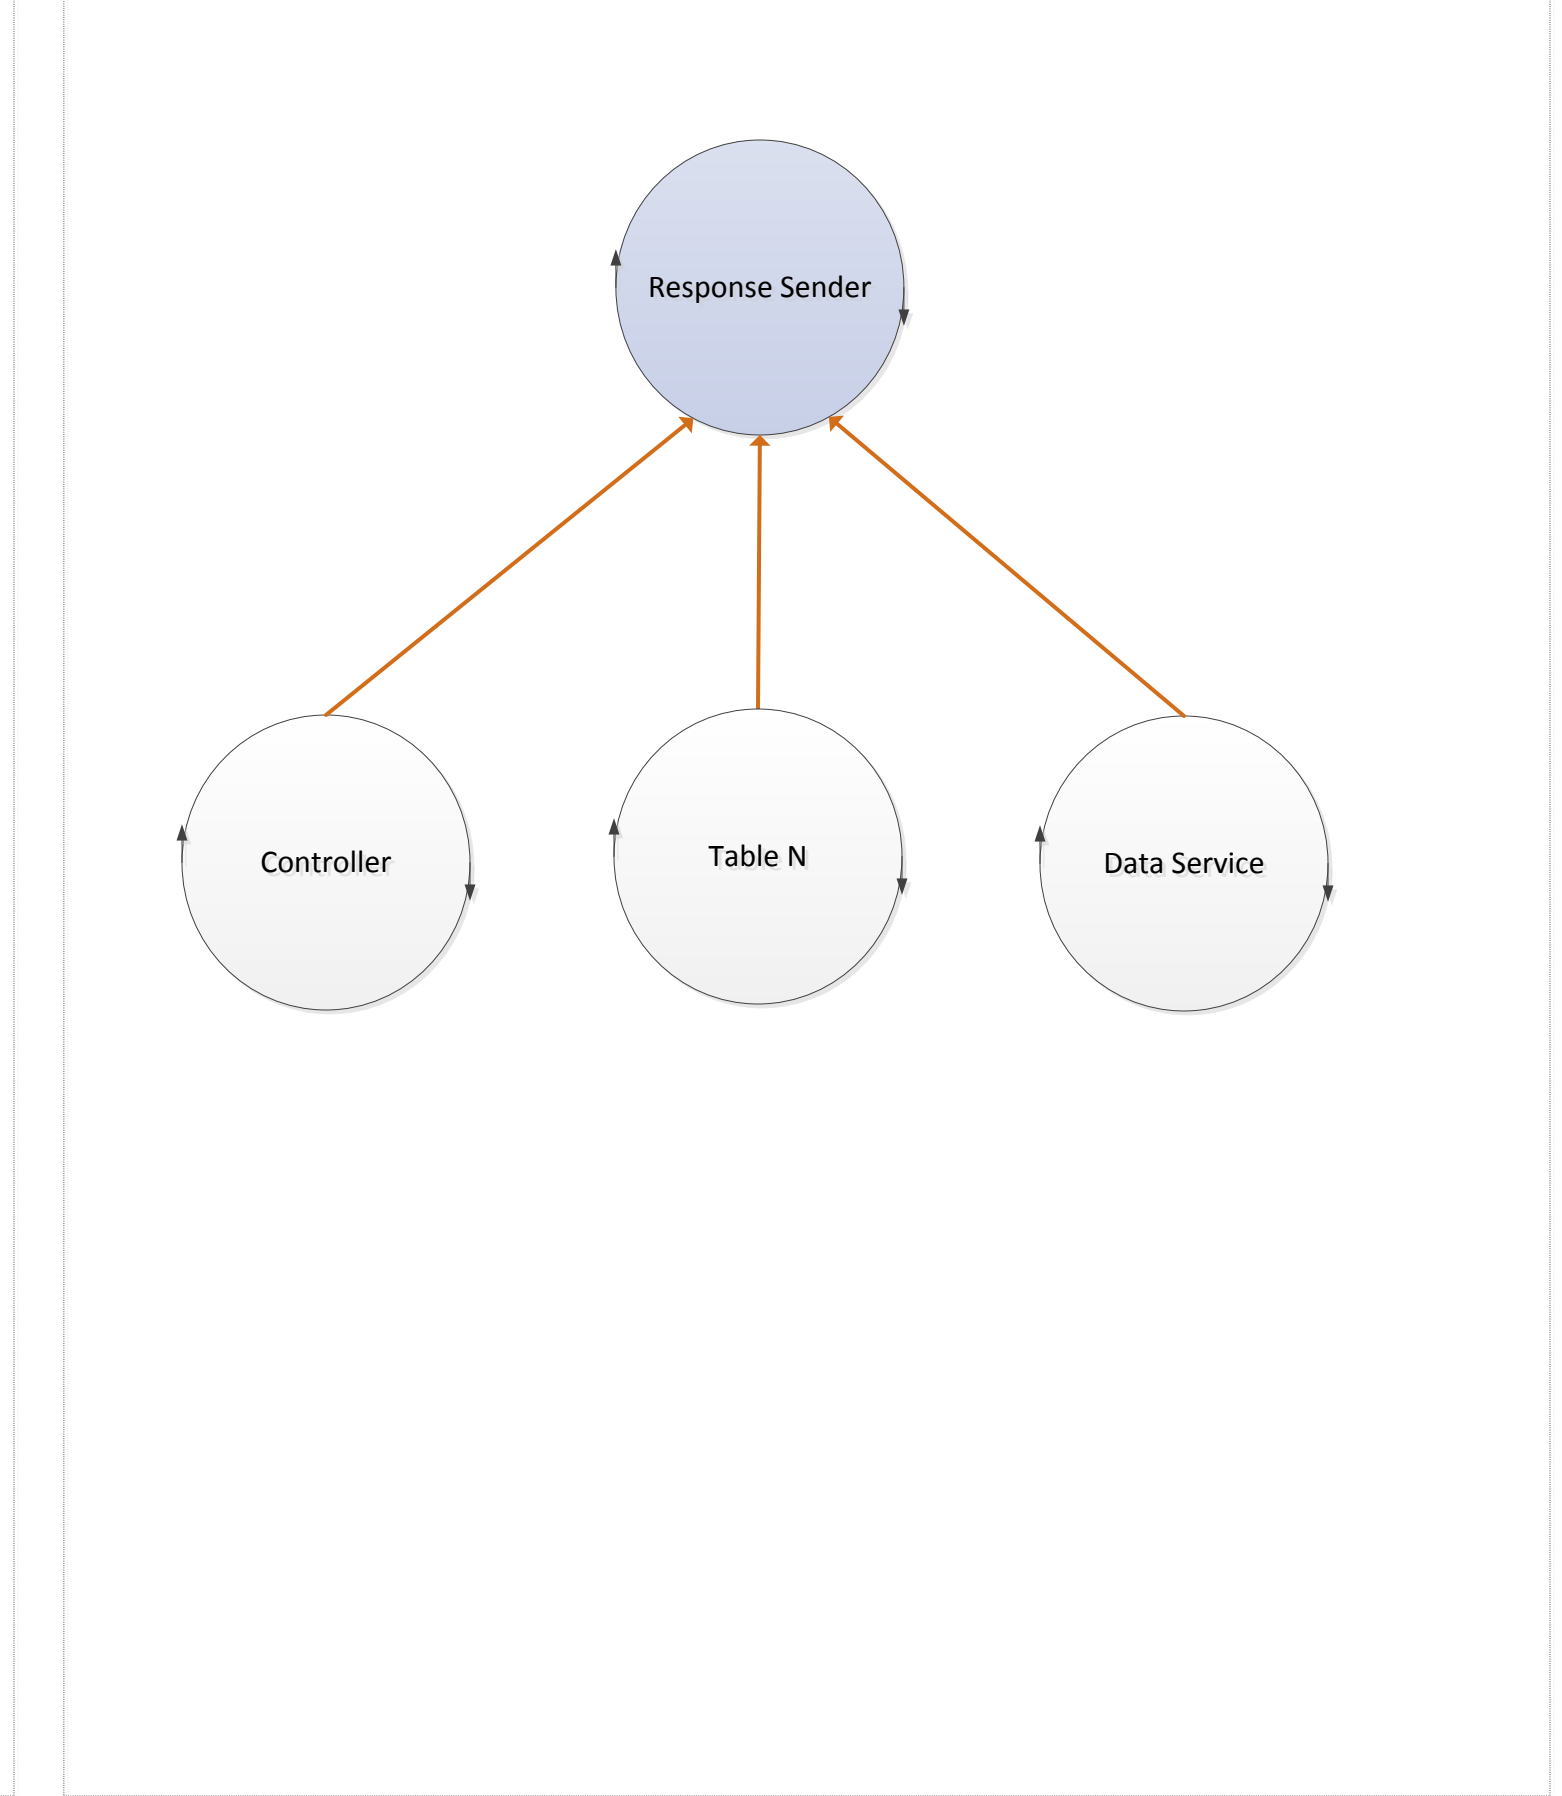 Response Sender
Controller
Table N
Data Service